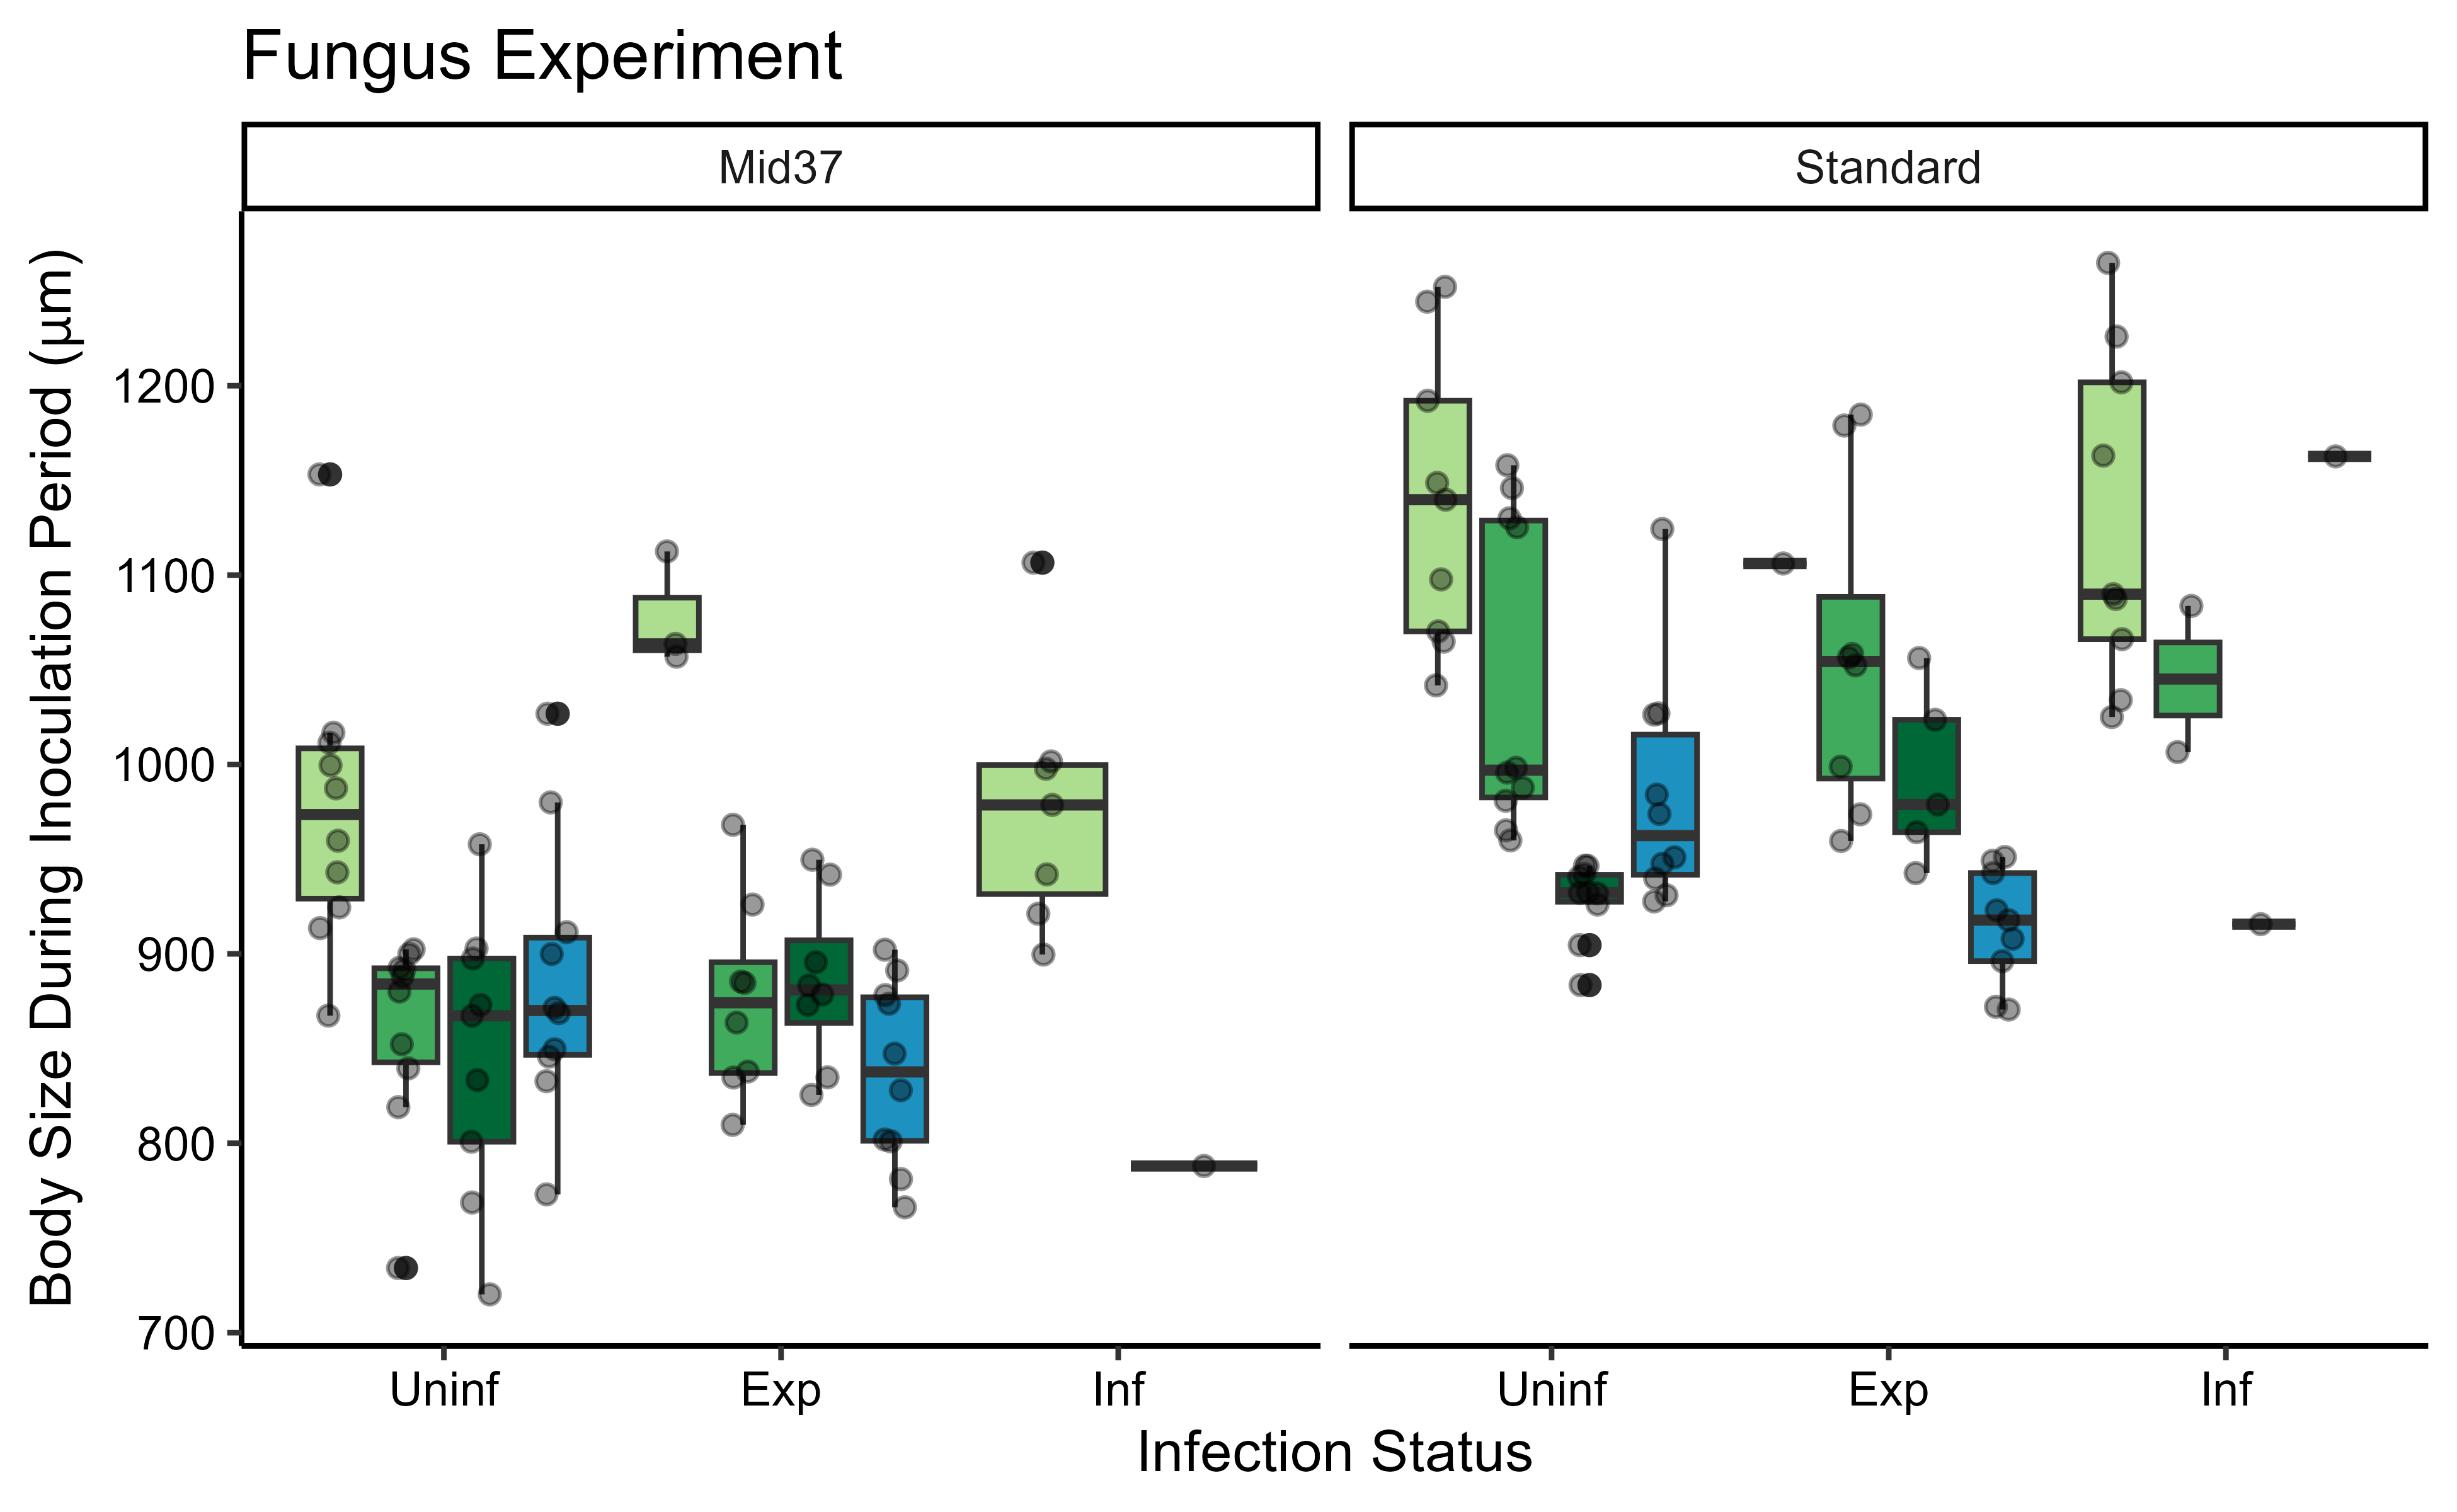 Fungus Experiment
Mid37
Standard
Body Size During Inoculation Period (µm)
1200
1100
1000
900
800
700
Uninf
Exp
Inf
Uninf
Exp
Inf
Infection Status